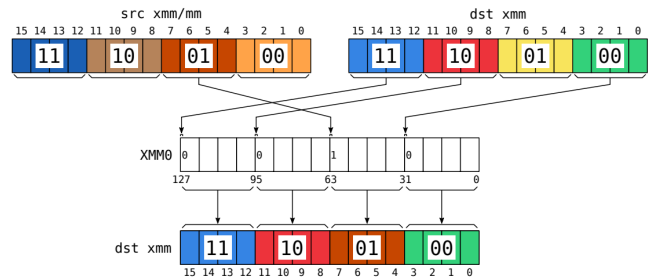 src xmm/mm dst xmm
15 14 13 12 11 10 9 8 7 6 5 4 3 2 1 0 15 14 13 12 11 10 9 8 7 6 5 4 3 2 1 0
11 10 01 00 11 10 01 00
XMM0 0 0 1 0
127 95 63 31 0
dst xmm 11 10 01 00
15 14 13 12 11 10 9 8 7 6 5 4 3 2 1 0